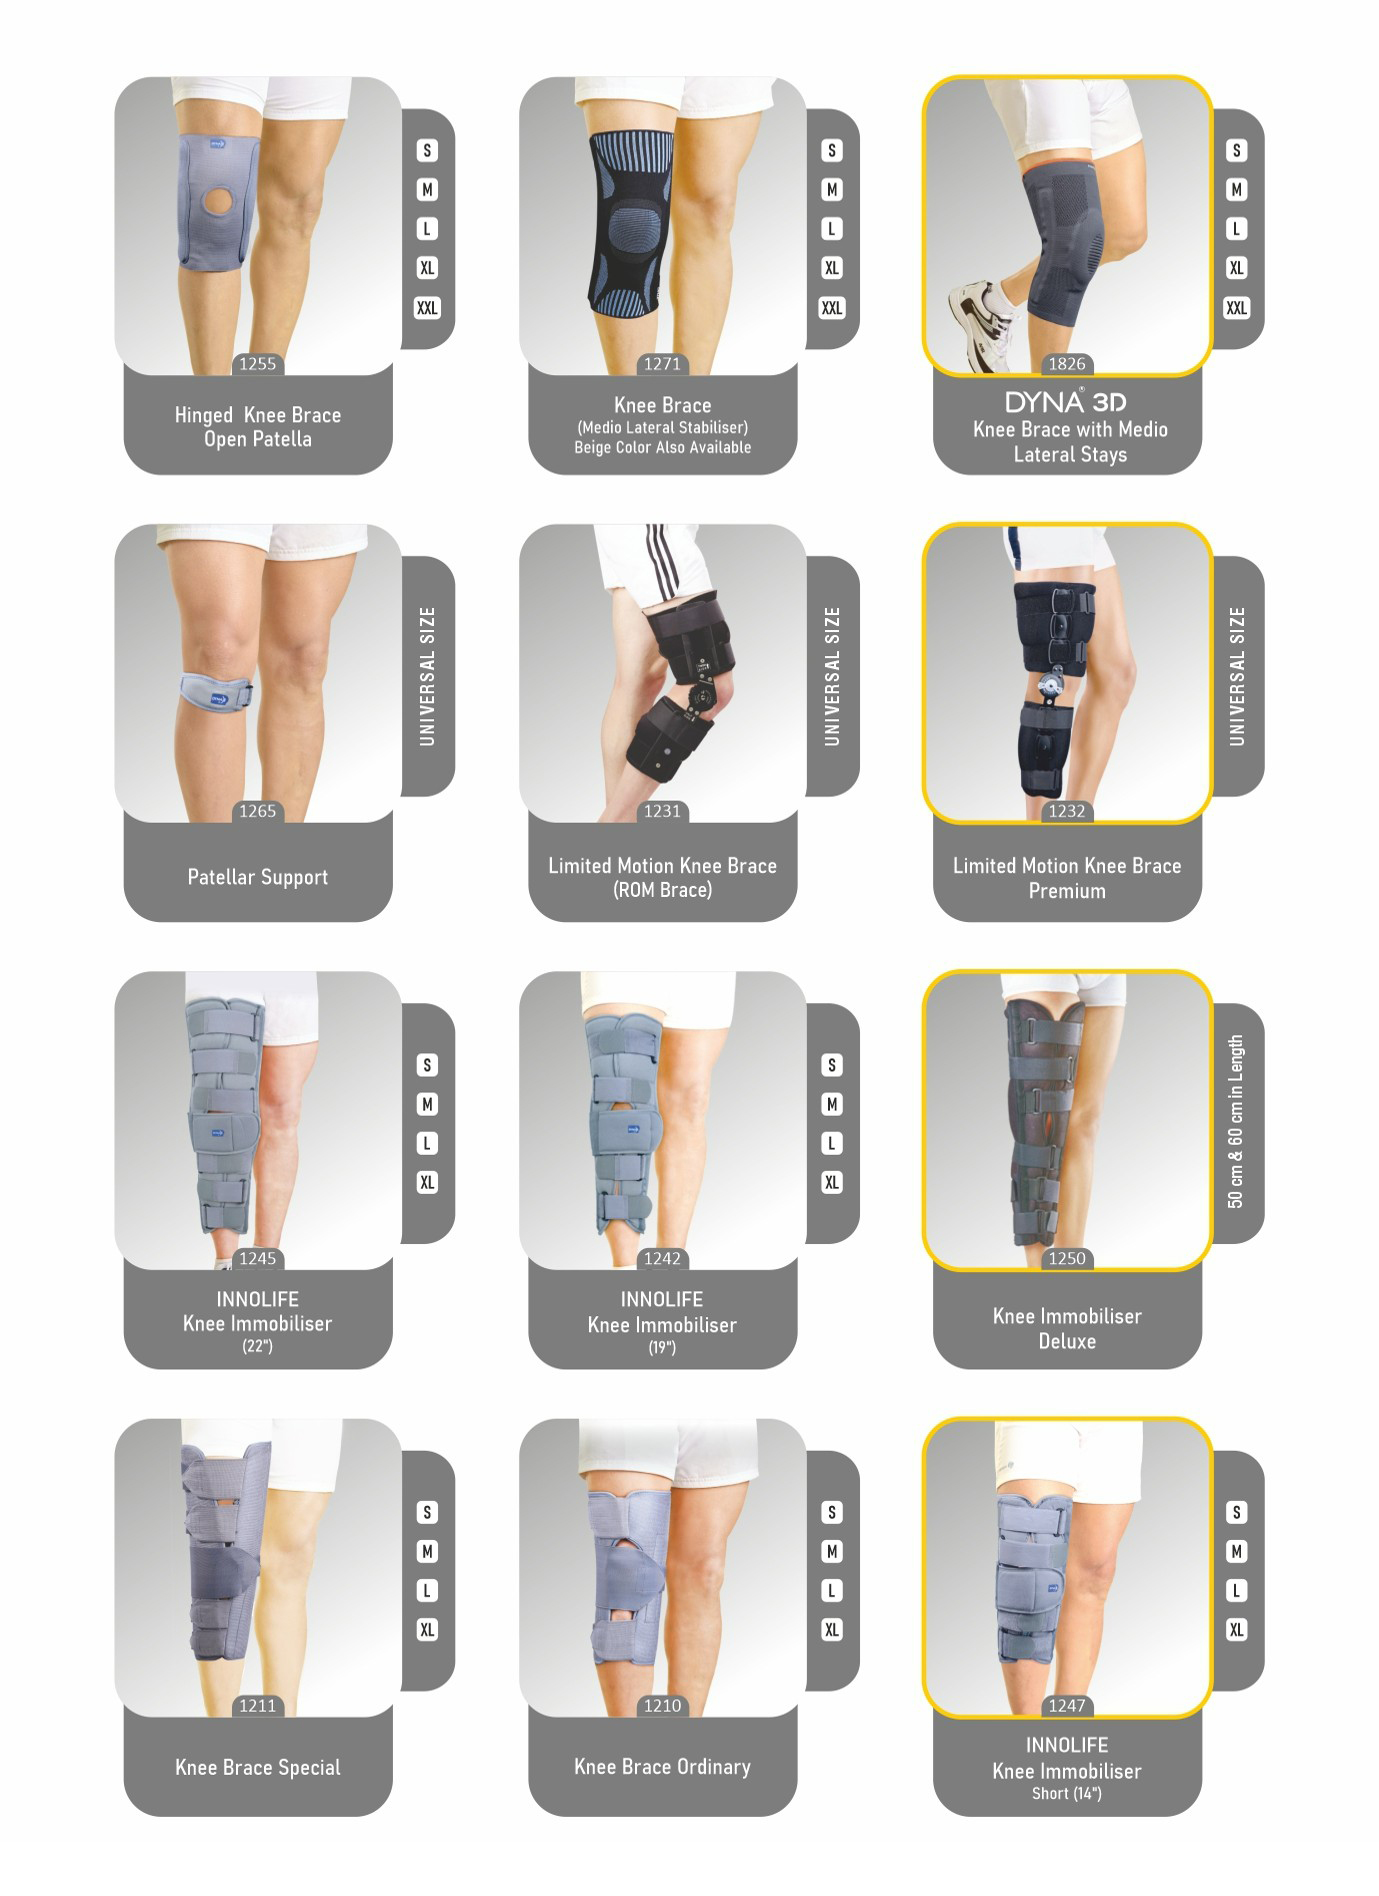 S
M
L
XL
XXL
1255
Hinged Knee Brace
Open Patella
S
M
L
XL
XXL
1271
Knee Brace
(Medio Lateral Stabiliser)
Beige Color Also Available
S
M
L
XL
XXL
1826
DYNA® 3D
Knee Brace with Medio
Lateral Stays
UNIVERSAL SIZE
1265
Patellar Support
UNIVERSAL SIZE
1231
Limited Motion Knee Brace
(ROM Brace)
UNIVERSAL SIZE
1232
Limited Motion Knee Brace
Premium
S
M
L
XL
1245
INNOLIFE
Knee Immobiliser
(22")
S
M
L
XL
1242
INNOLIFE
Knee Immobiliser
(19")
50 cm & 60 cm in Length
1250
Knee Immobiliser
Deluxe
S
M
L
XL
1211
Knee Brace Special
S
M
L
XL
1210
Knee Brace Ordinary
S
M
L
XL
1247
INNOLIFE
Knee Immobiliser
Short (14")